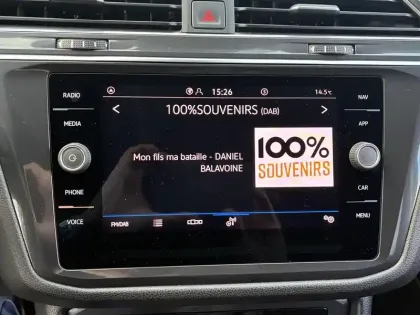 RADIO
MEDIA
PHONE
VOICE
15:26
14.5°c
100%SOUVENIRS (DAB)
Mon fils ma bataille - DANIEL
BALAVOINE
100%
SOUVENIRS
FM/DAB
NAV
APP
CAR
MENU